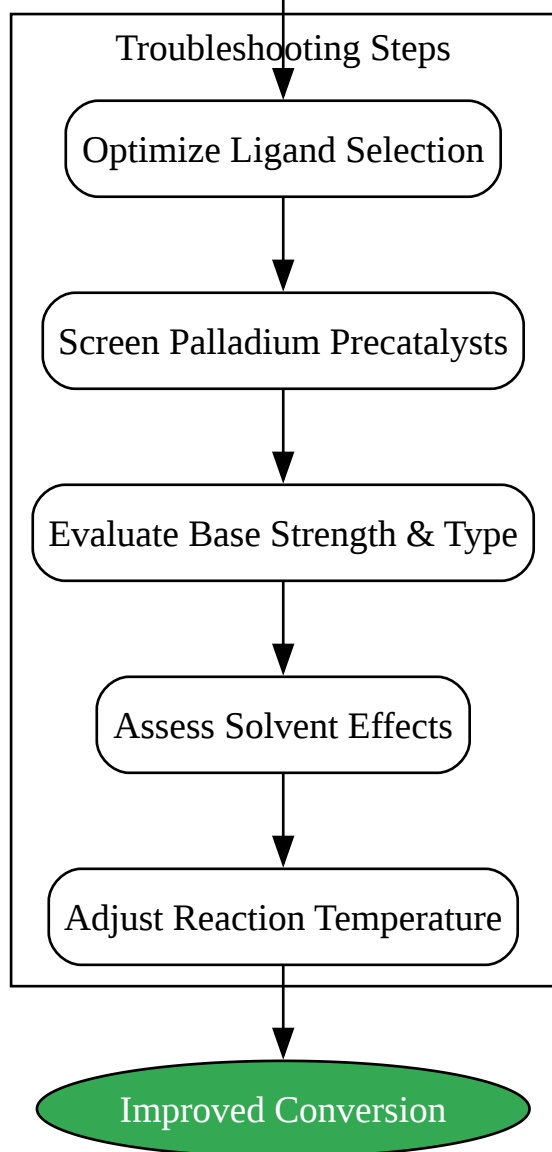 Troubleshooting Steps
Optimize Ligand Selection
Screen Palladium Precatalysts
Evaluate Base Strength & Type
Assess Solvent Effects
Adjust Reaction Temperature
Improved Conversion